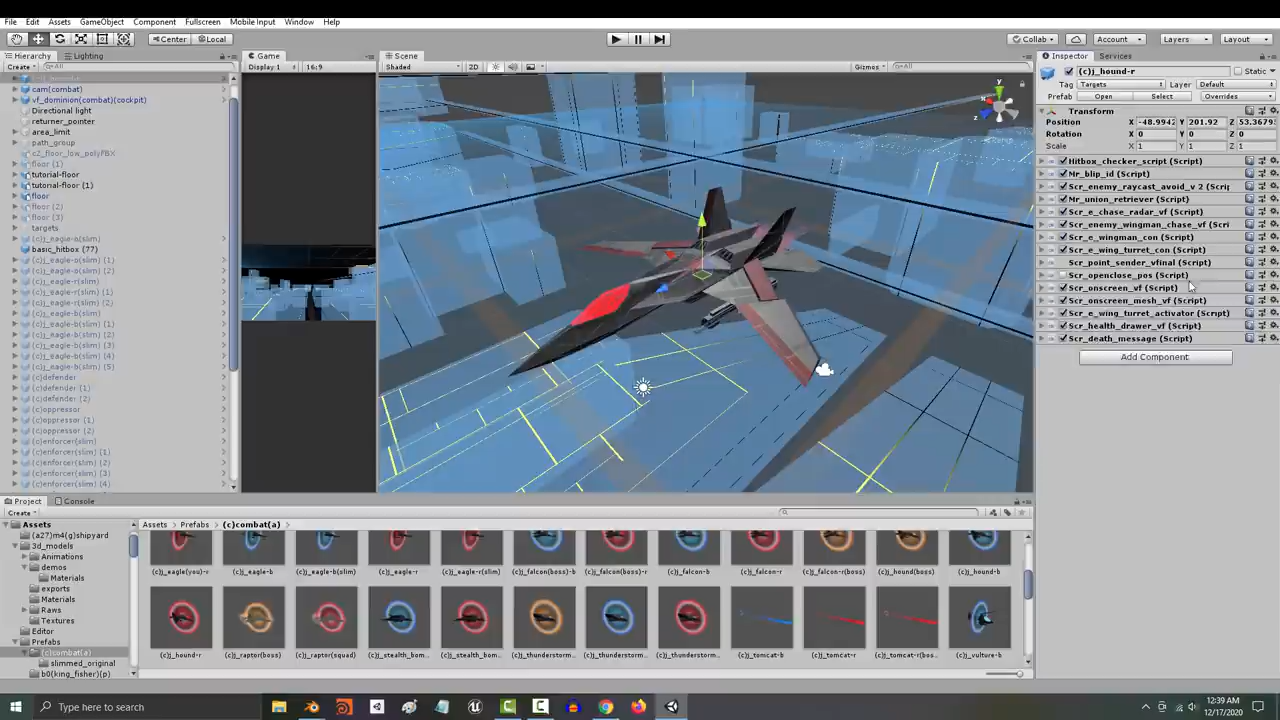 File Edit Assets GameObject Component Fullscreen Mobile Input Window Help
Center Local Collab Account Layers Layout
Hierarchy Lighting Game Scene Inspector Services
Create All Display 1 16:9 Shaded 2D Gizmos All
(c)j_hound-r Static
Tag Targets Layer Default
Prefab Open Select Overrides
Transform
Position X -48.9942 Y 201.92 Z 53.3679
Rotation X 0 Y 0 Z 0
Scale X 1 Y 1 Z 1
Hitbox_checker_script (Script)
Mr_blip_id (Script)
Scr_enemy_raycast_avoid_v 2 (Scrip
Mr_union_retriever (Script)
Scr_e_chase_radar_vf (Script)
Scr_enemy_wingman_chase_vf (Scri
Scr_e_wingman_con (Script)
Scr_e_wing_turret_con (Script)
Scr_point_sender_vfinal (Script)
Scr_openclose_pos (Script)
Scr_onscreen_vf (Script)
Scr_onscreen_mesh_vf (Script)
Scr_e_wing_turret_activator (Script)
Scr_health_drawer_vf (Script)
Scr_death_message (Script)
Add Component
cam(combat)
vf_dominion(combat)(cockpit)
Directional light
returner_pointer
area_limit
path_group
c2_floor_low_polyFBX
floor (1)
tutorial-floor
tutorial-floor (1)
floor
floor (2)
floor (3)
targets
(c)j_eagle-o(slim)
basic_hitbox (77)
(c)j_eagle-o(slim) (1)
(c)j_eagle-o(slim) (2)
(c)j_eagle-r(slim)
(c)j_eagle-r(slim) (1)
(c)j_eagle-r(slim) (2)
(c)j_eagle-b(slim)
(c)j_eagle-b(slim) (1)
(c)j_eagle-b(slim) (2)
(c)j_eagle-b(slim) (3)
(c)j_eagle-b(slim) (4)
(c)j_eagle-b(slim) (5)
(c)defender
(c)defender (1)
(c)defender (2)
(c)oppressor
(c)oppressor (1)
(c)oppressor (2)
(c)enforcer(slim)
(c)enforcer(slim) (1)
(c)enforcer(slim) (2)
(c)enforcer(slim) (3)
(c)enforcer(slim) (4)
y
x
z
Project Console
Create
Assets
(a27)m4(g)shipyard
3d_models
Animations
demos
Materials
exports
Materials
Raws
Textures
Editor
Prefabs
(c)combat(a)
slimmed_original
b0(king_fisher)(p)
Assets Prefabs (c)combat(a)
(c)j_eagle(you)-r (c)j_eagle-b (c)j_eagle-b(slim) (c)j_eagle-r (c)j_eagle-r(slim) (c)j_falcon(boss)-b (c)j_falcon(boss)-r (c)j_falcon-b (c)j_falcon-r (c)j_falcon-r(boss) (c)j_hound(boss) (c)j_hound-b
(c)j_hound-r (c)j_raptor(boss) (c)j_raptor(squad) (c)j_stealth_bom... (c)j_stealth_bom... (c)j_thunderstorm... (c)j_thunderstorm... (c)j_thunderstorm... (c)j_tomcat-b (c)j_tomcat-r (c)j_tomcat-r(bos... (c)j_vulture-b
Type here to search
12:39 AM
12/17/2020